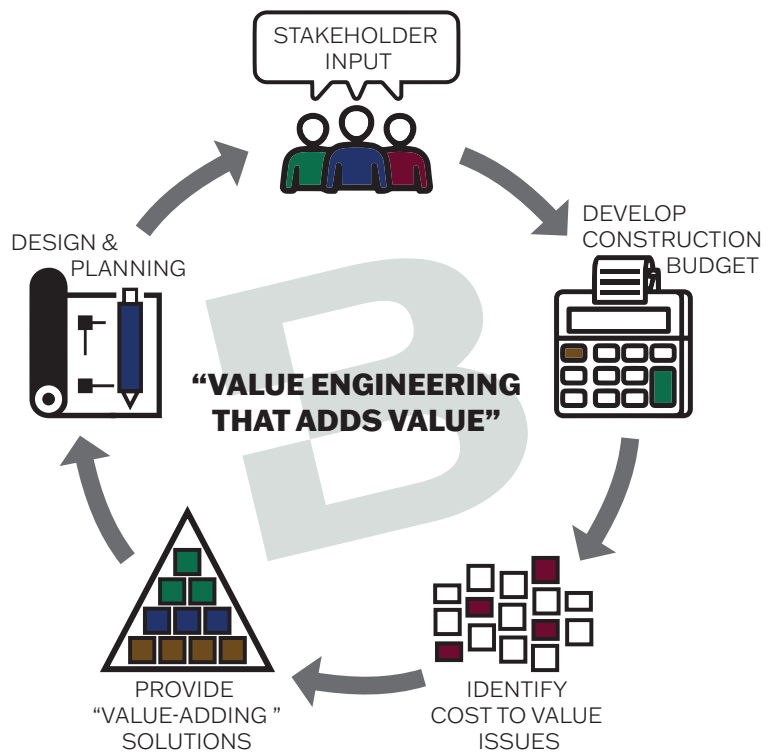 STAKEHOLDER
INPUT
DEVELOP
CONSTRUCTION
BUDGET
DESIGN &
PLANNING
B
“VALUE ENGINEERING
THAT ADDS VALUE”
PROVIDE
“VALUE-ADDING ”
SOLUTIONS
IDENTIFY
COST TO VALUE
ISSUES